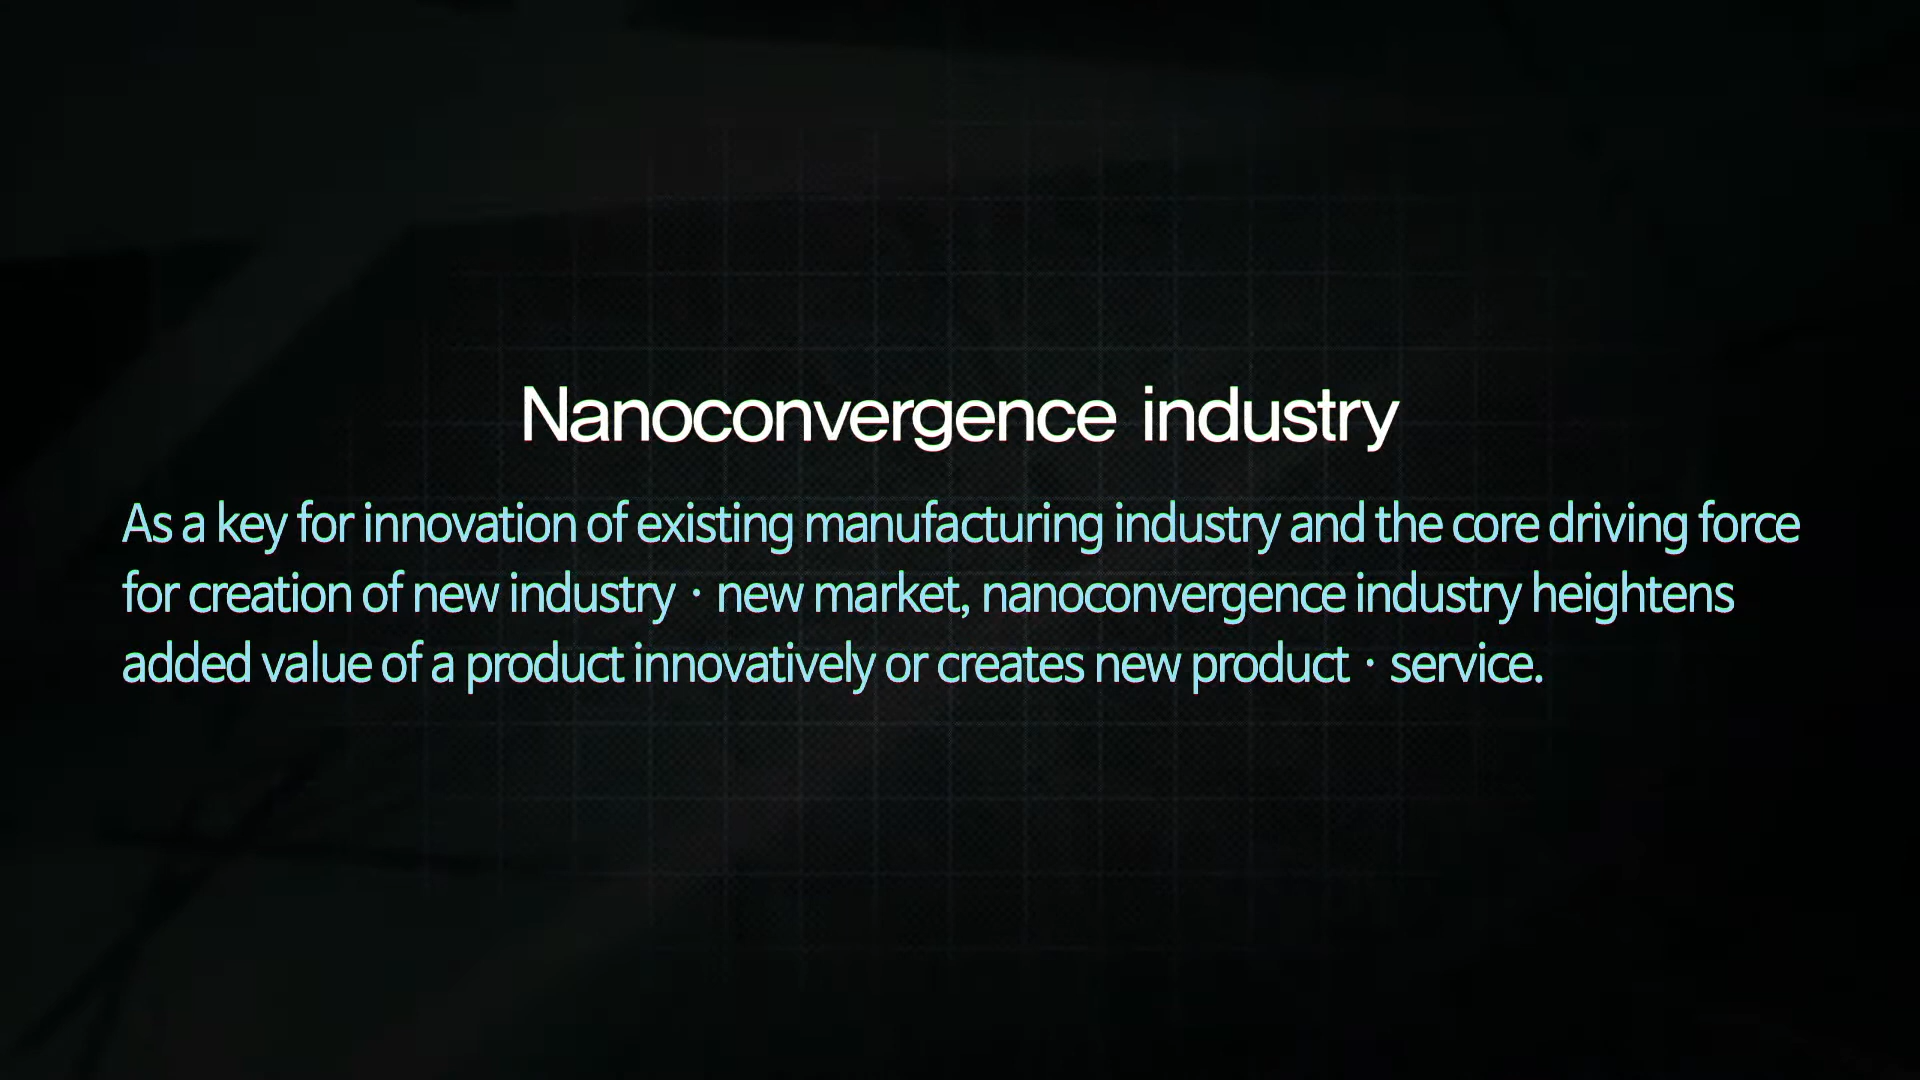 Nanoconvergence industry
As a key for innovation of existing manufacturing industry and the core driving force
for creation of new industry · new market, nanoconvergence industry heightens
added value of a product innovatively or creates new product · service.